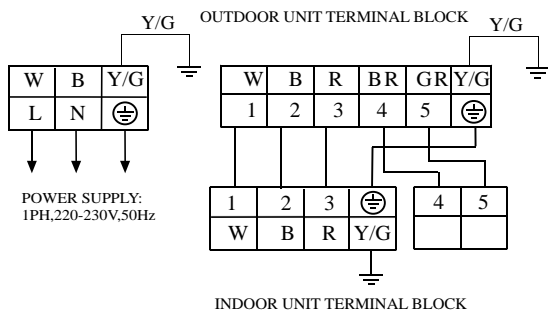 Y/G
OUTDOOR UNIT TERMINAL BLOCK
Y/G
W B Y/G
L N
W B R BR GR Y/G
1 2 3 4 5
POWER SUPPLY:
1PH,220-230V,50Hz
1 2 3
W B R Y/G
4 5
INDOOR UNIT TERMINAL BLOCK